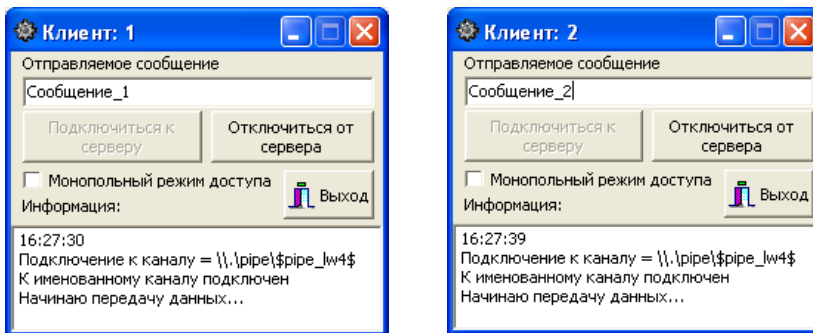 Клиент: 1
Отправляемое сообщение
Сообщение_1
Подключиться к
серверу
Отключиться от
сервера
Монопольный режим доступа
Выход
Информация:
16:27:30
Подключение к каналу = \\.\pipe\$pipe_lw4$
К именованному каналу подключен
Начинаю передачу данных...
Клиент: 2
Отправляемое сообщение
Сообщение_2
Подключиться к
серверу
Отключиться от
сервера
Монопольный режим доступа
Выход
Информация:
16:27:39
Подключение к каналу = \\.\pipe\$pipe_lw4$
К именованному каналу подключен
Начинаю передачу данных...